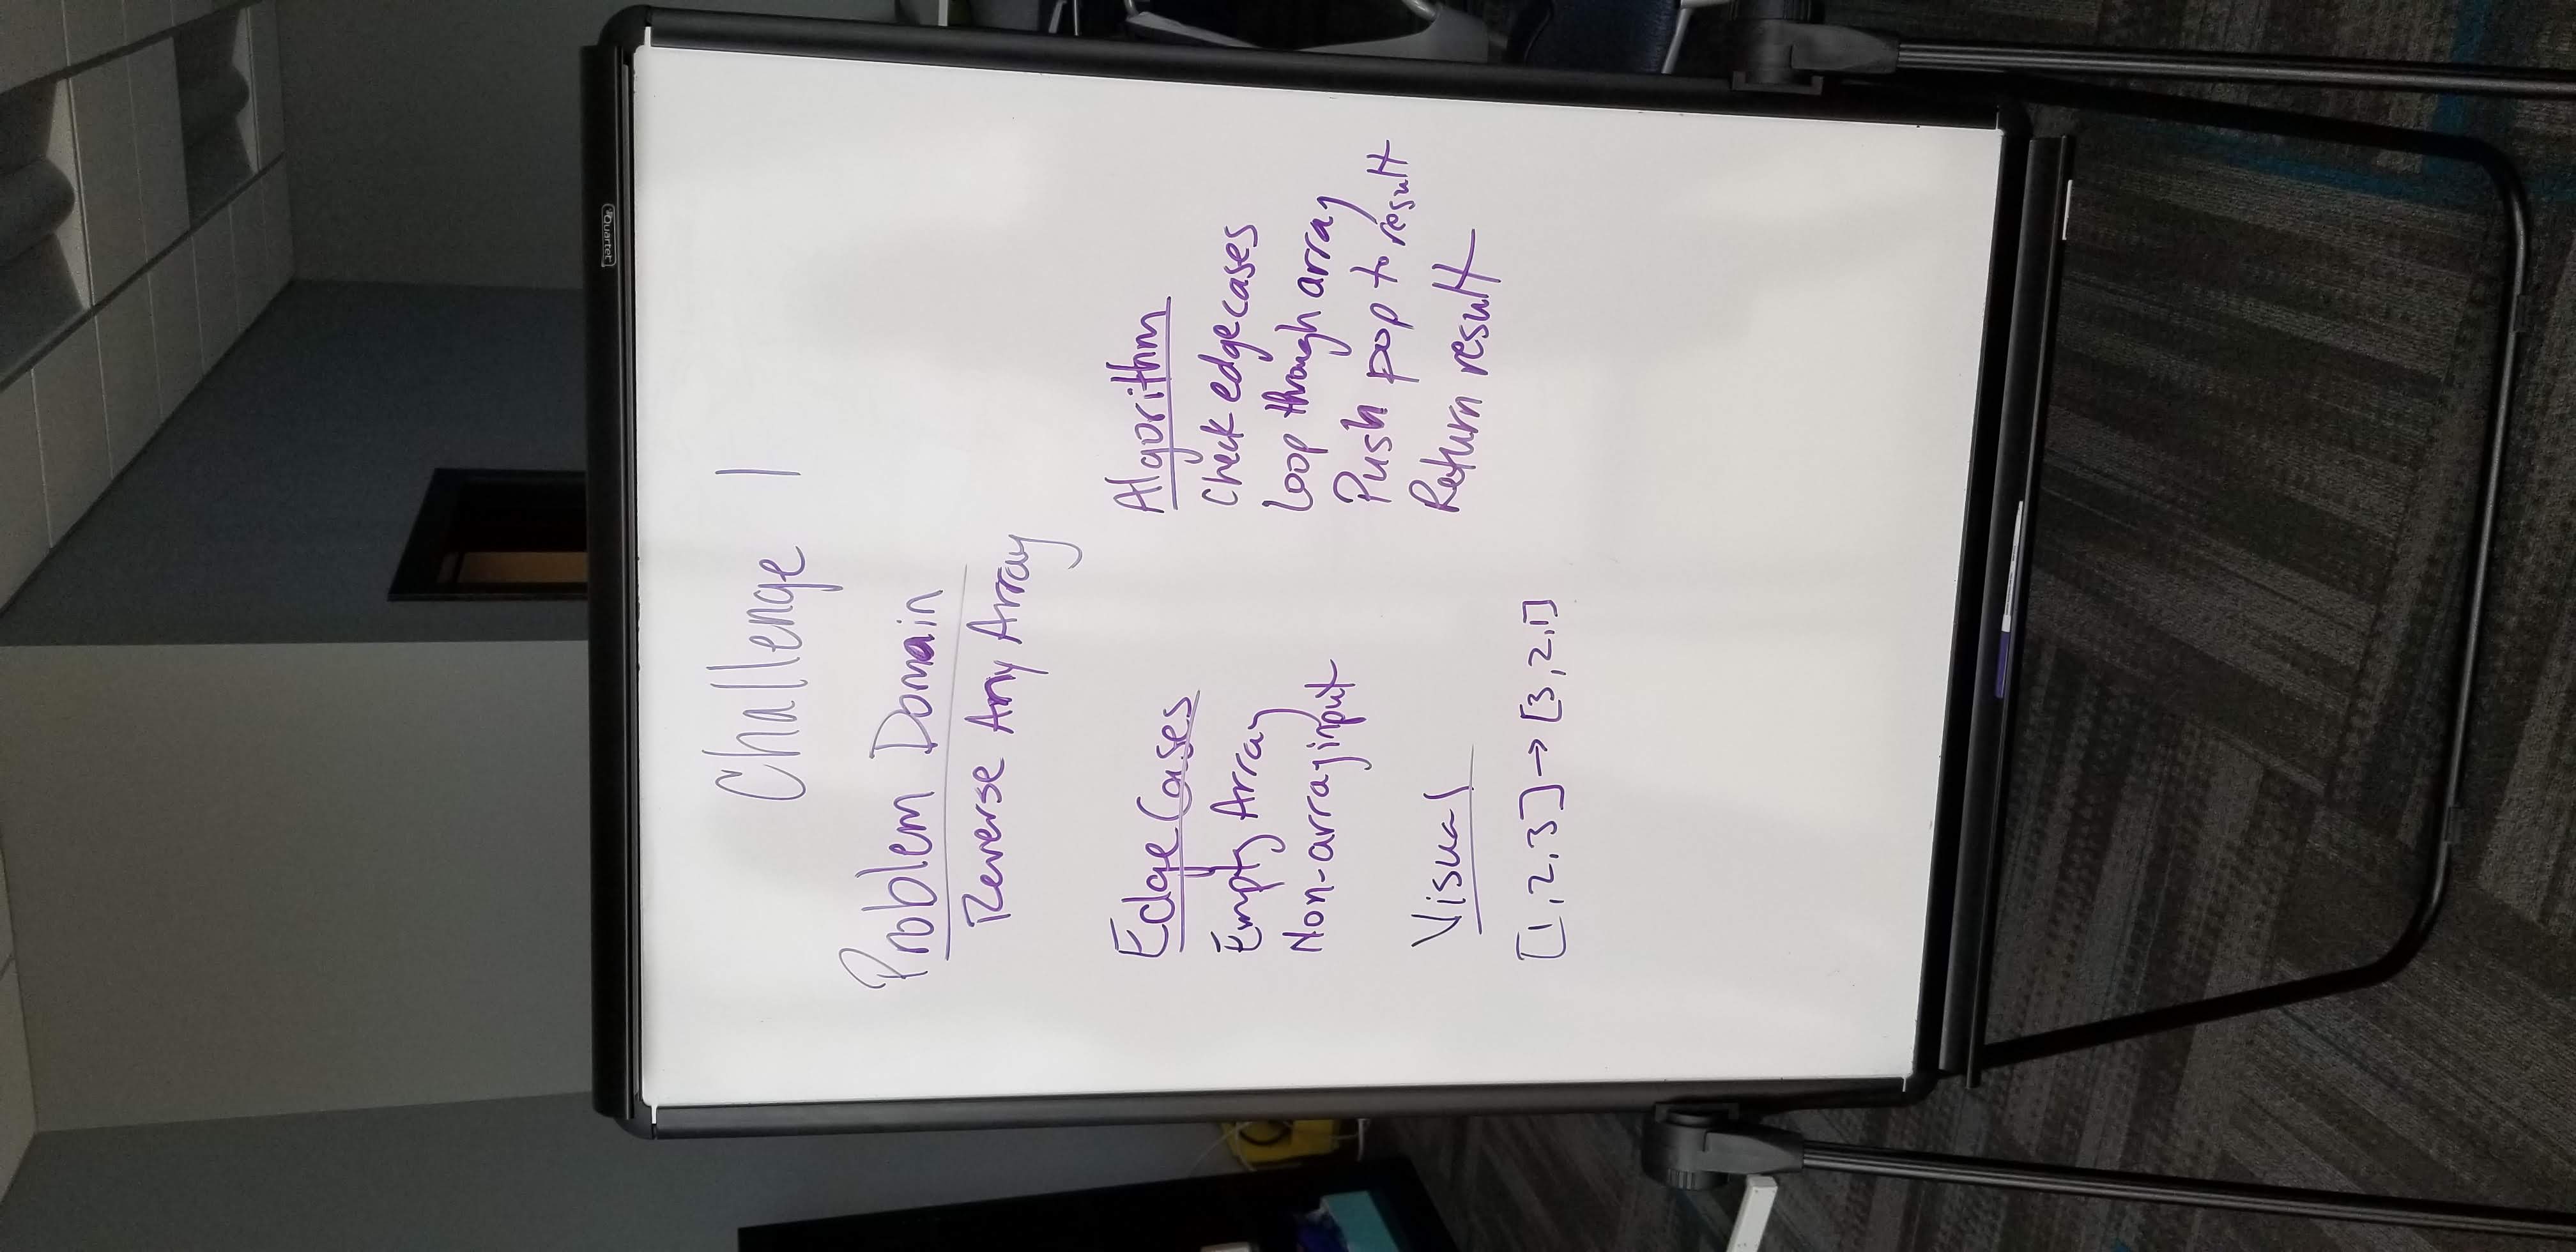 Quartet
Challenge 1
Problem Domain
Reverse Any Array
Edge Cases
Empty Array
Non-array input
Visual
[1,2,3] → [3,2,1]
Algorithm
Check edge cases
Loop through array
Push pop to result
Return result